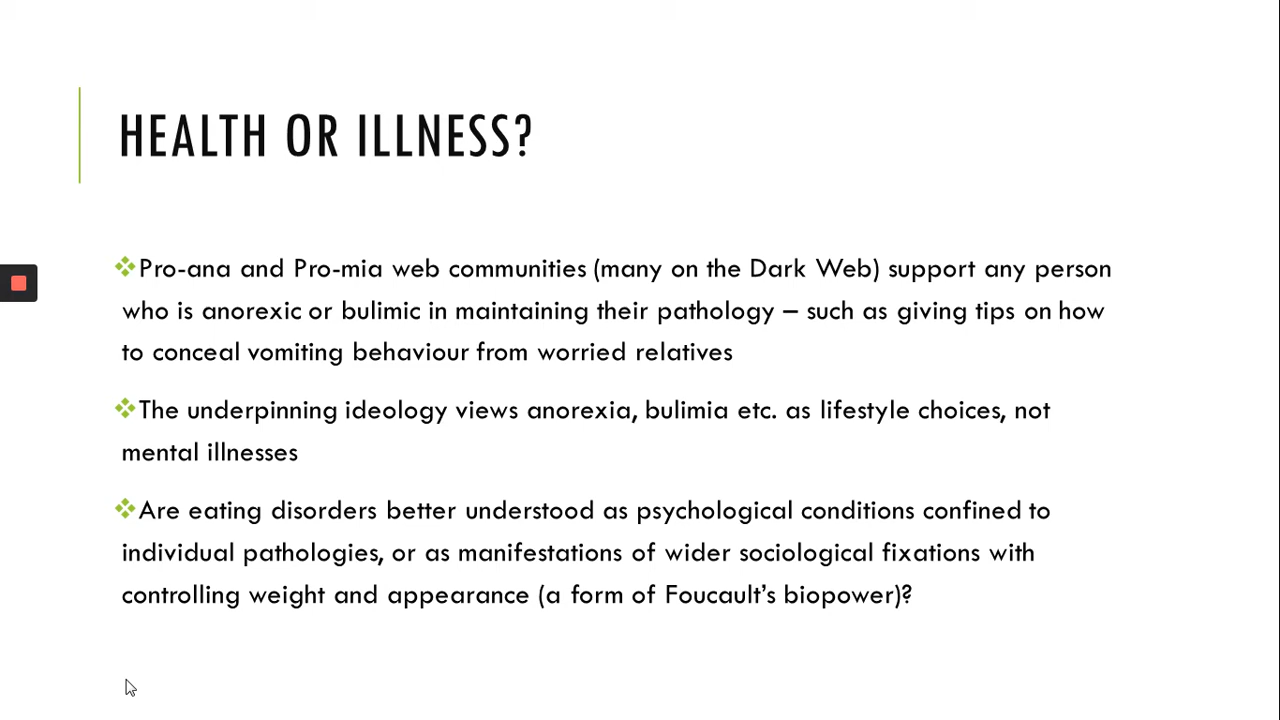 HEALTH OR ILLNESS?
Pro-ana and Pro-mia web communities (many on the Dark Web) support any person
who is anorexic or bulimic in maintaining their pathology – such as giving tips on how
to conceal vomiting behaviour from worried relatives
The underpinning ideology views anorexia, bulimia etc. as lifestyle choices, not
mental illnesses
Are eating disorders better understood as psychological conditions confined to
individual pathologies, or as manifestations of wider sociological fixations with
controlling weight and appearance (a form of Foucault’s biopower)?